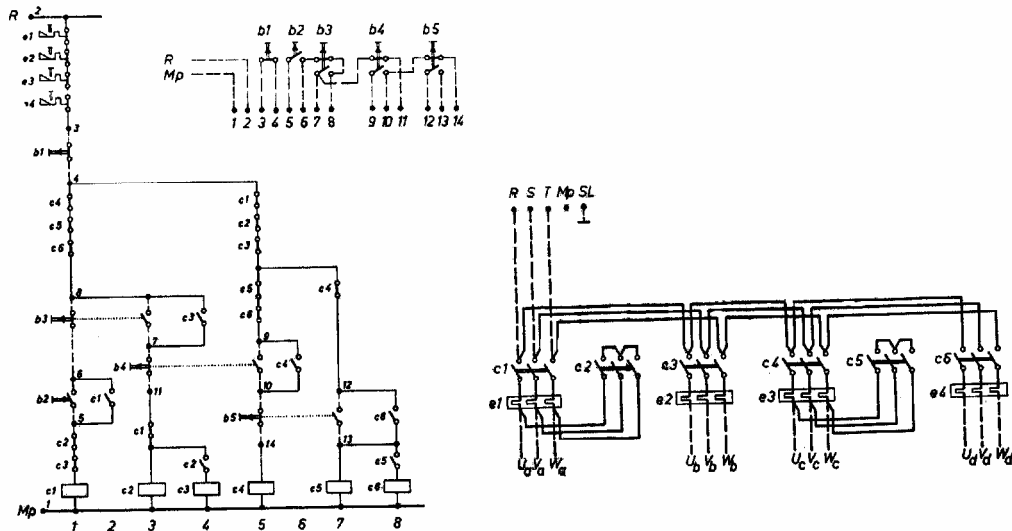 R 2
e1
e2
e3
e4
3
b1
4
c4
c5
c6
c1
c2
c3
8
b3
c3
7
b4
e5
c6
c4
9
c4
10
6
b2
c1
5
11
b5
12
c6
13
14
c2
c3
c1
c2
e5
c1
c2
c3
c4
c5
c6
Mp 1
1 2 3 4 5 6 7 8
b1 b2 b3 b4 b5
R
Mp
1 2 3 4 5 6 7 8 9 10 11 12 13 14
R S T Mp SL
c1 c2 c3 c4 c5 c6
e1 e2 e3 e4
Ua Va Wa Ub Vb Wb Uc Vc Wc Ud Vd Wd